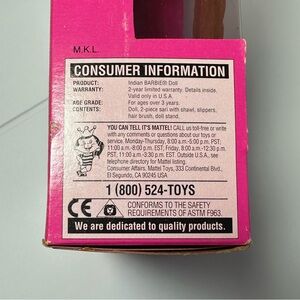 M.K.L.
CONSUMER INFORMATION
PRODUCT: Indian BARBIE® Doll
WARRANTY: 2-year limited warranty. Details inside.
Valid only in U.S.A.
AGE GRADE: For ages over 3 years.
CONTENTS: Doll, 2-piece sari with shawl, slippers,
hair brush, doll stand.
YOU CAN TELL IT'S MATTEL! CALL us toll-free or write
with any comments or questions about our toys or
service. Monday-Thursday, 8:00 a.m.-5:00 p.m. PST;
11:00 a.m.-8:00 p.m. EST, Friday, 8:00 a.m.-12:30 p.m.
PST, 11:00 a.m.-3:30 p.m. EST. Outside U.S.A., see
telephone directory for Mattel listing, or write:
Consumer Affairs, Mattel Toys, 333 Continental Blvd.,
El Segundo, CA 90245 USA
1 (800) 524-TOYS
CE CONFORMS TO THE SAFETY
REQUIREMENTS OF ASTM F963.
We are dedicated to quality products.